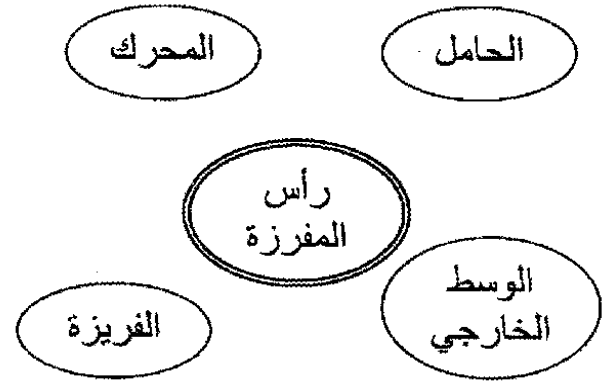 المحرك
الحامل
رأس
المفرزة
الوسط
الخارجي
الفريزة